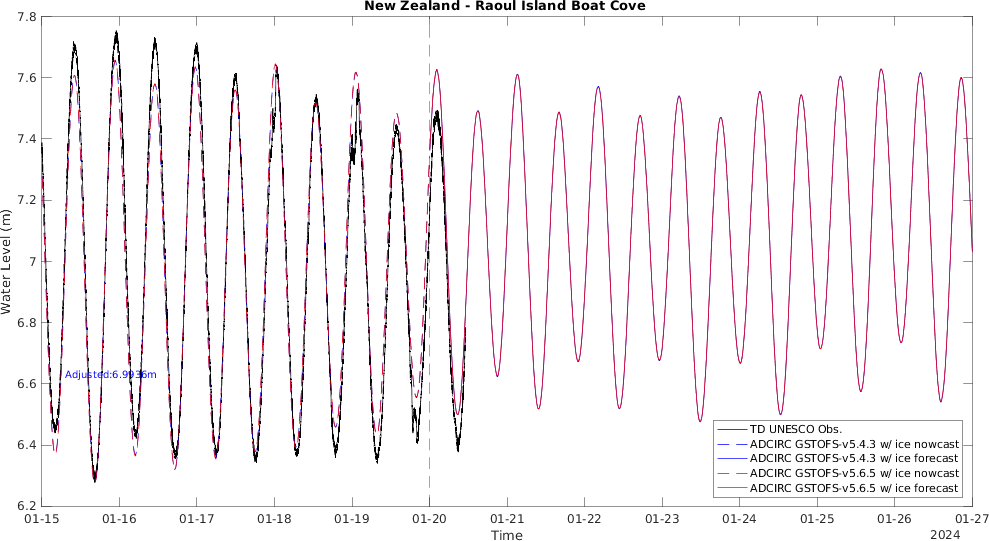 New Zealand - Raoul Island Boat Cove
7.8
7.6
7.4
7.2
7
6.8
6.6
6.4
6.2
Water Level (m)
Adjusted:6.9936m
TD UNESCO Obs.
ADCIRC GSTOFS-v5.4.3 w/ ice nowcast
ADCIRC GSTOFS-v5.4.3 w/ ice forecast
ADCIRC GSTOFS-v5.6.5 w/ ice nowcast
ADCIRC GSTOFS-v5.6.5 w/ ice forecast
01-15 01-16 01-17 01-18 01-19 01-20 01-21 01-22 01-23 01-24 01-25 01-26 01-27
Time
2024